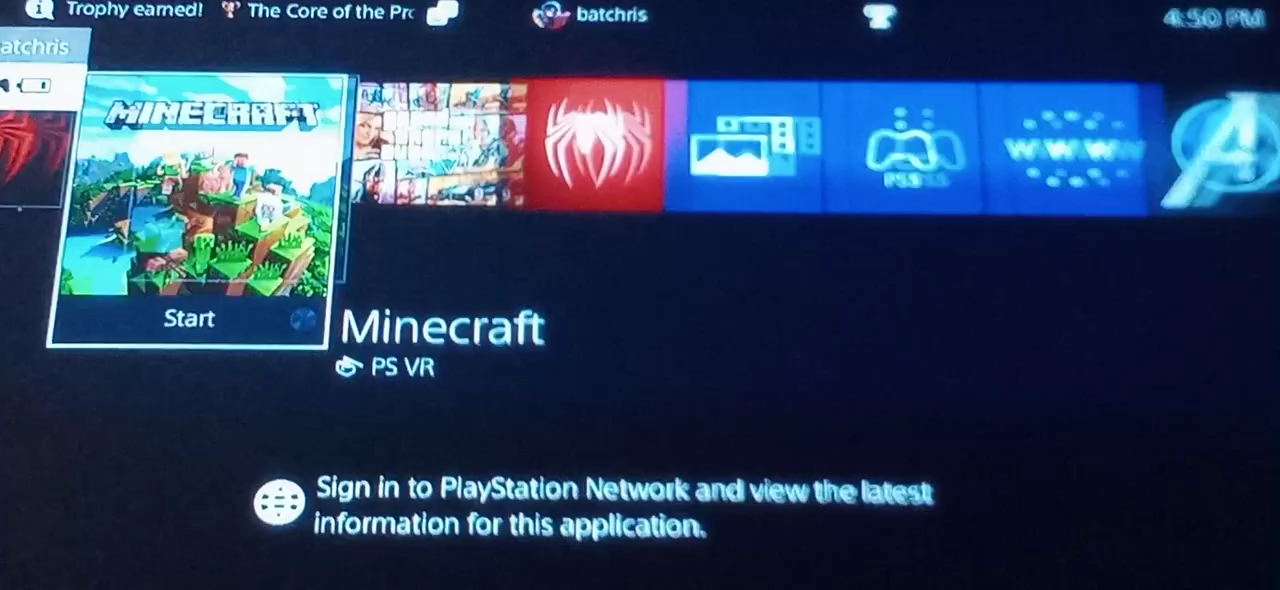 Trophy earned! The Core of the Pr
batchris
4:50 PM
atchris
MINECRAFT
Start
Minecraft
PS VR
Sign in to PlayStation Network and view the latest
information for this application.